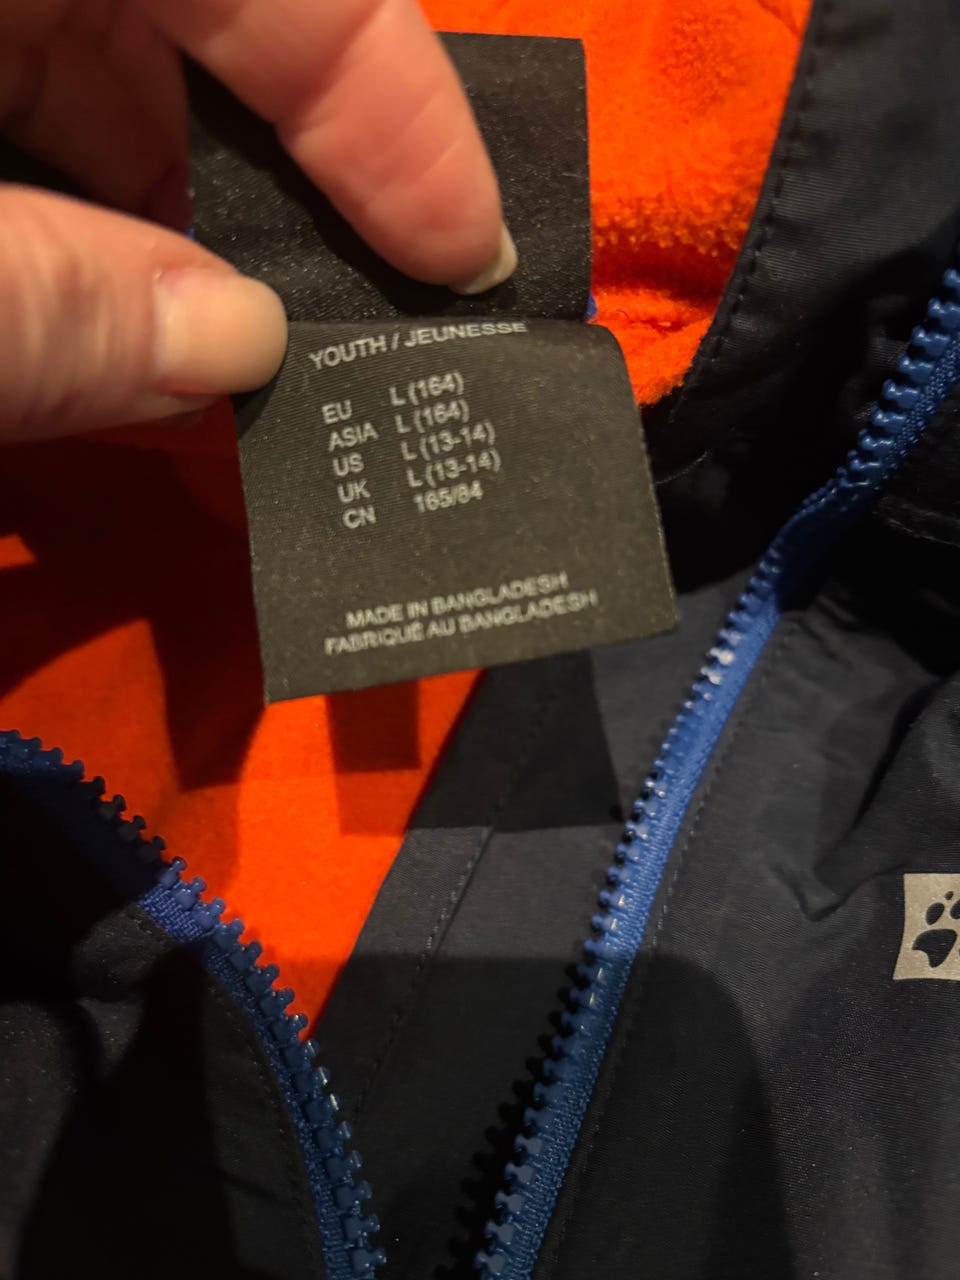 YOUTH / JEUNESSE
EU L (164)
ASIA L (164)
US L (13-14)
UK L (13-14)
CN 165/84
MADE IN BANGLADESH
FABRIQUÉ AU BANGLADESH